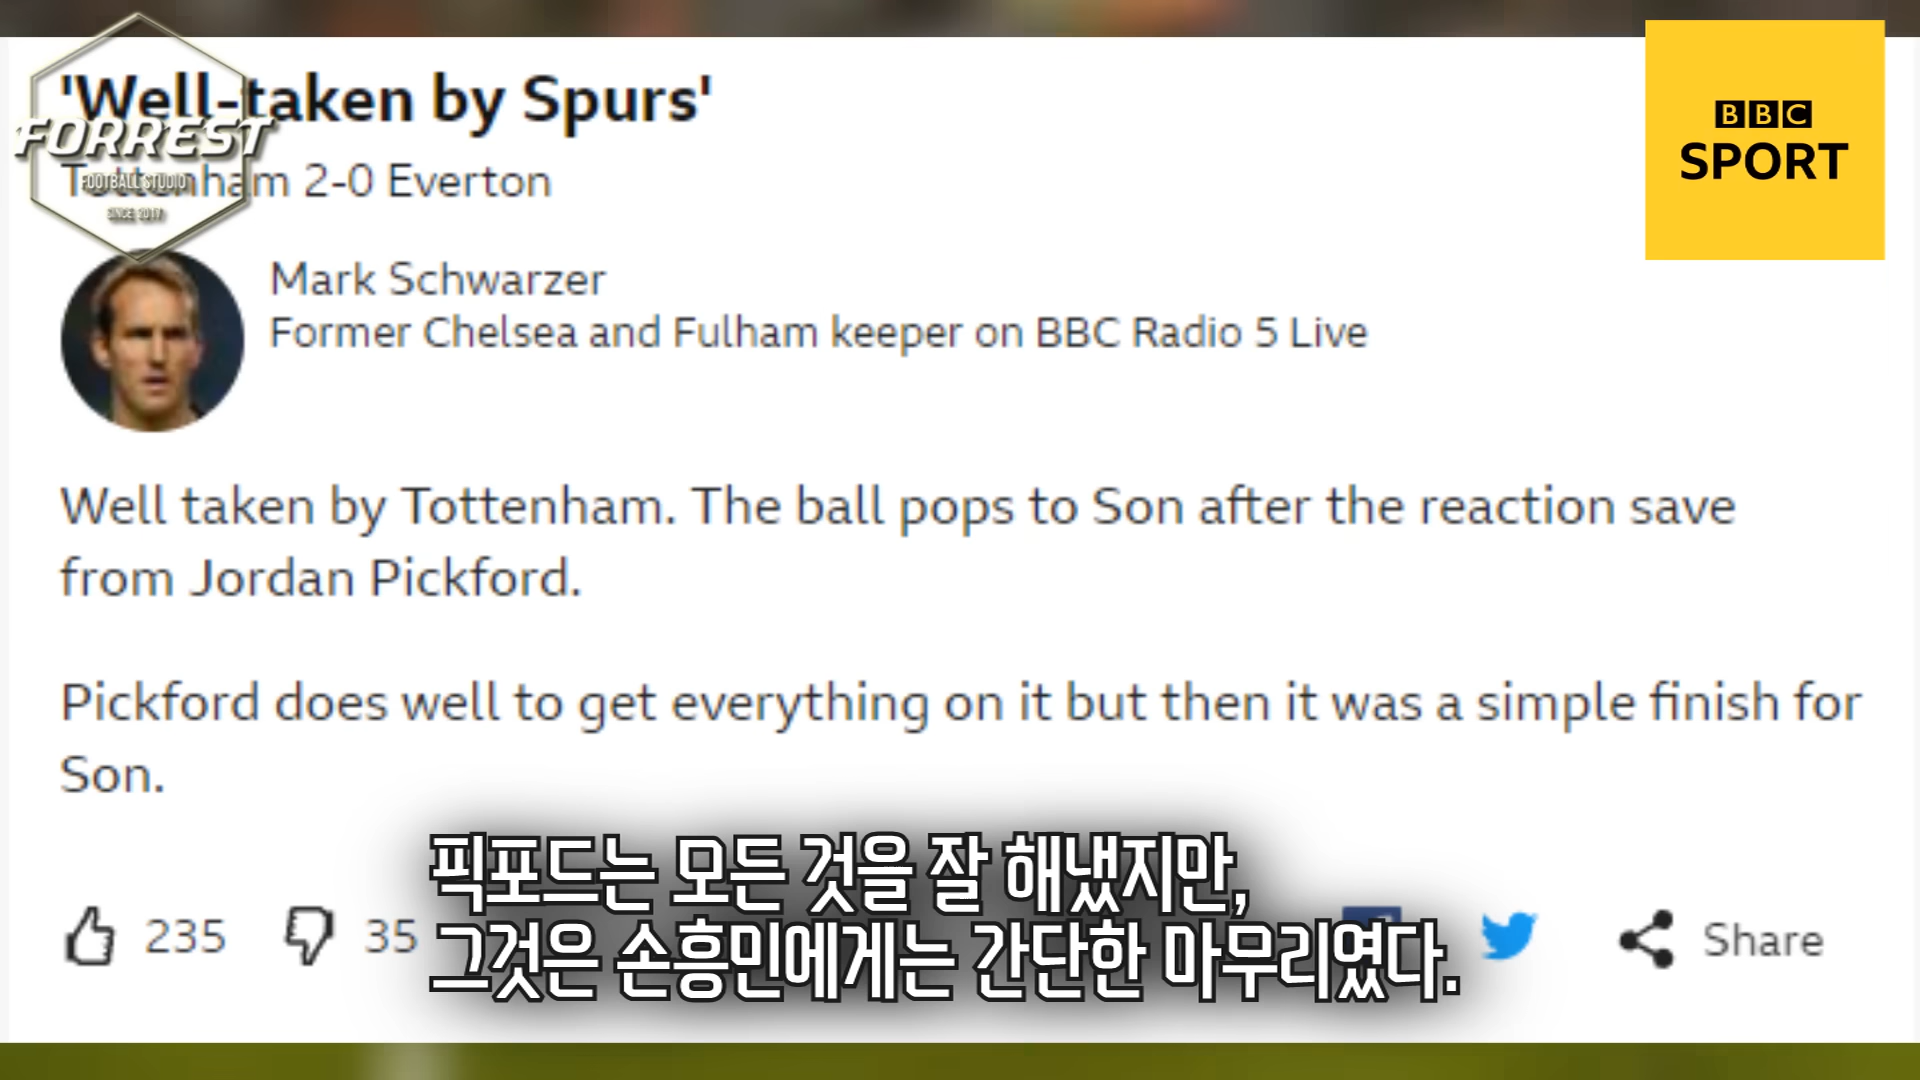 'Well-taken by Spurs'
FORREST
Tottenham 2-0 Everton
FOOTBALL STUDIO
SINCE 2017
BBC
SPORT
Mark Schwarzer
Former Chelsea and Fulham keeper on BBC Radio 5 Live
Well taken by Tottenham. The ball pops to Son after the reaction save
from Jordan Pickford.
Pickford does well to get everything on it but then it was a simple finish for
Son.
픽포드는 모든 것을 잘 해냈지만,
그것은 손흥민에게는 간단한 마무리였다.
235
35
Share